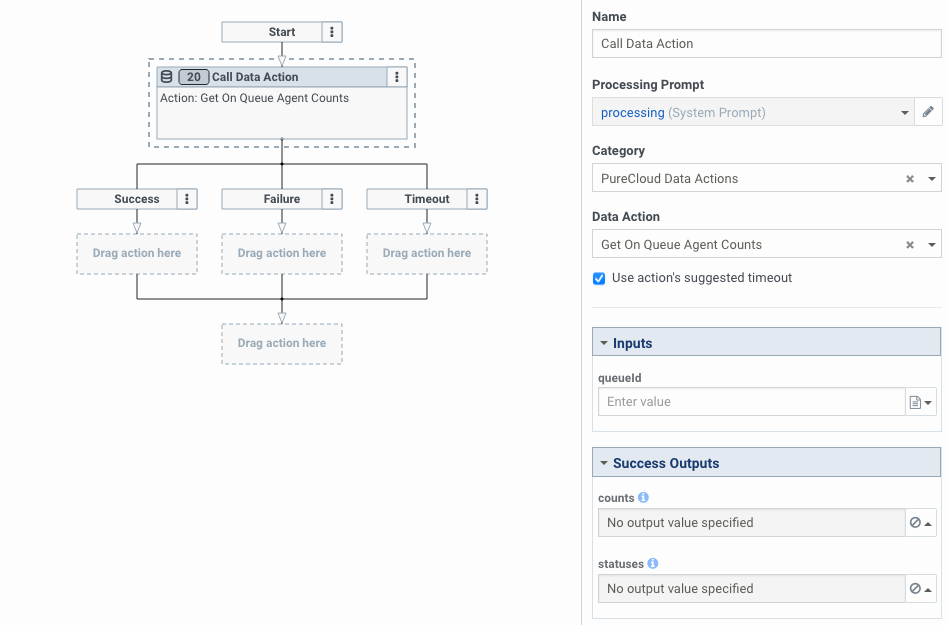 Start
20 Call Data Action
Action: Get On Queue Agent Counts
Success
Failure
Timeout
Drag action here
Drag action here
Drag action here
Drag action here
Name
Call Data Action
Processing Prompt
processing (System Prompt)
Category
PureCloud Data Actions
Data Action
Get On Queue Agent Counts
Use action's suggested timeout
Inputs
queueId
Enter value
Success Outputs
counts
No output value specified
statuses
No output value specified